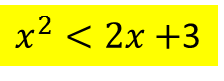 x² < 2x +3